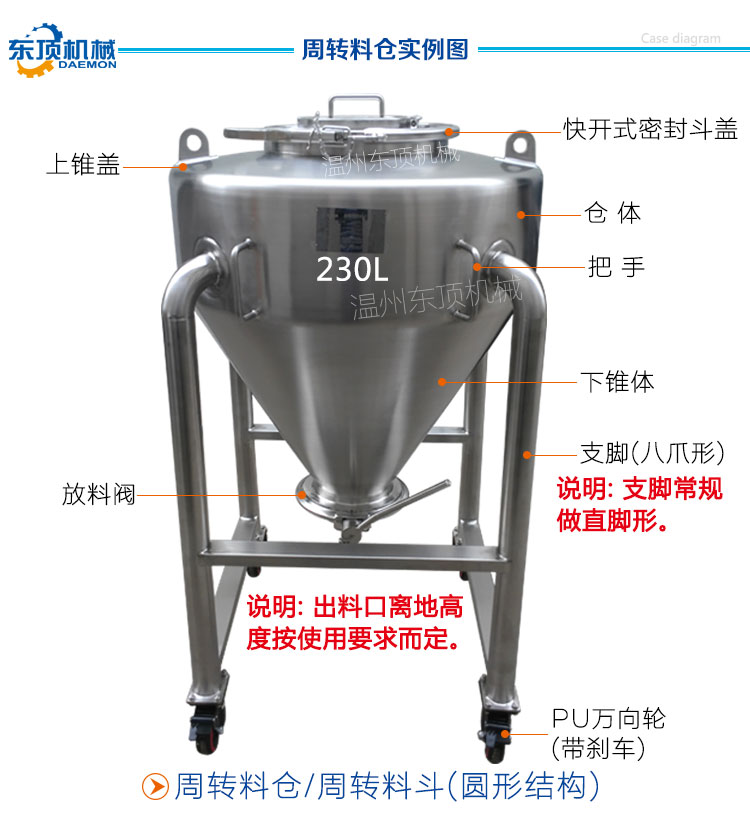 东顶机械
DAEMON
周转料仓实例图
Case diagram
快开式密封斗盖
温州东顶机械
上锥盖
仓 体
230L
把 手
温州东顶机械
下锥体
支脚(八爪形)
说明: 支脚常规
做直脚形。
放料阀
说明: 出料口离地高
度按使用要求而定。
PU万向轮
(带刹车)
周转料仓/周转料斗(圆形结构)